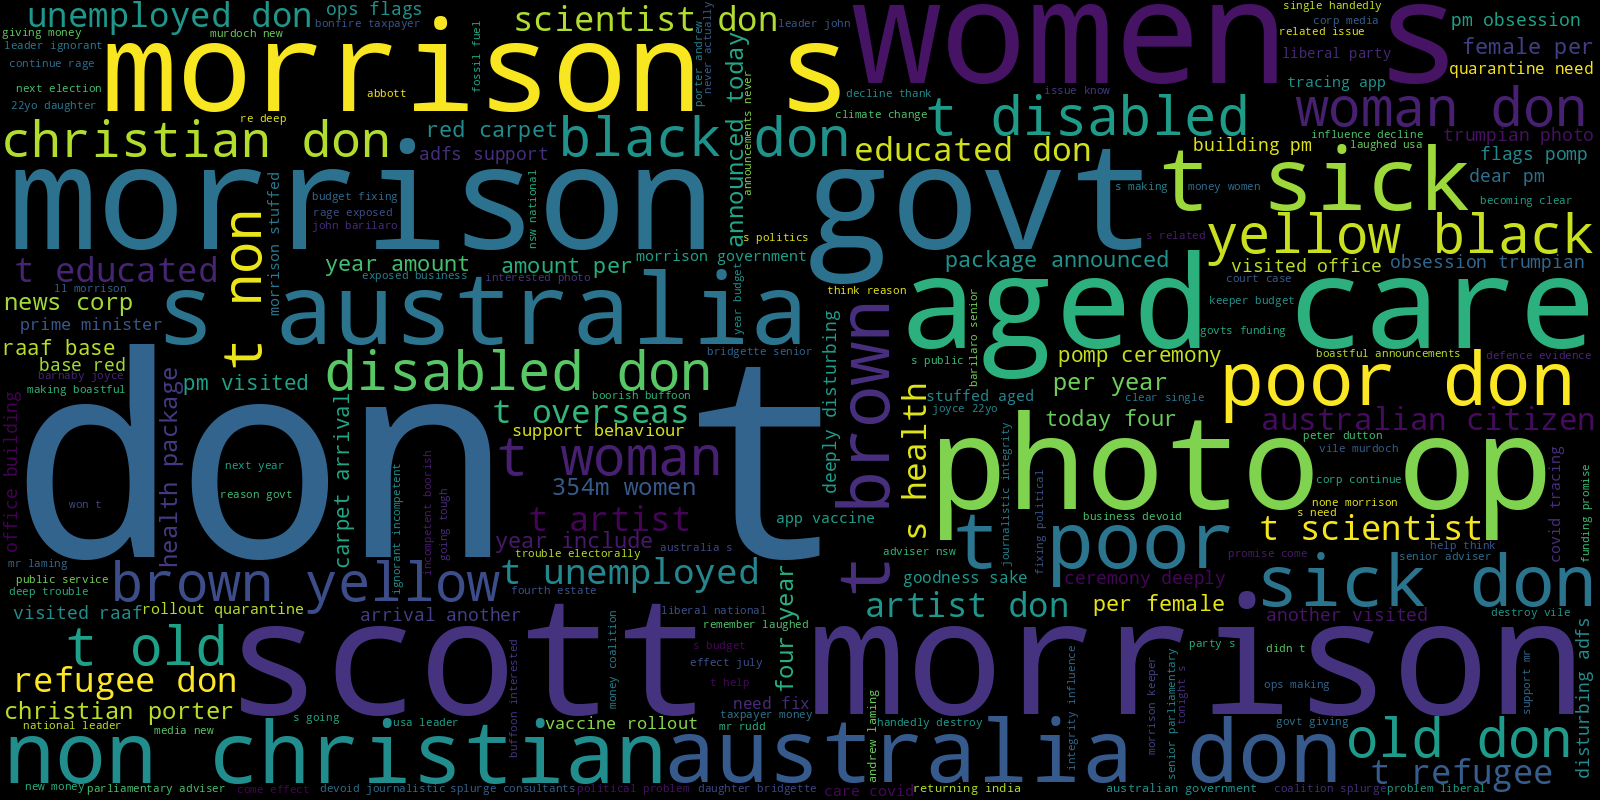 unemployed don
ops flags
bonfire taxpayer
scientist don
leader john
women s
single handedly
corp media
related issue
pm obsession
giving money
murdoch new
leader ignorant
continue rage
morrison s
fossil fuel
porter andrew
never actually
liberal party
female per
quarantine need
tracing app
next election
22yo daughter
abbott
decline thank
issue know
climate change
re deep
t disabled
woman don
trumpian photo
christian don
red carpet
adfs support
black don
announced today
announcements never
educated don
building pm
influence decline
laughed usa
flags pomp
dear pm
morrison govt
morrison stuffed
budget fixing
rage exposed
john barilaro
nsw national
s making
money women
t sick
becoming clear
yellow black
s politics
s related
t educated
t non
year amount
amount per
morrison government
package announced
visited office
obsession trumpian
ll morrison
exposed business
interested photo
year budget
think reason
court case
news corp
prime minister
s australia
aged care
keeper budget
govts funding
raaf base
base red
barnaby joyce
making boastful
pm visited
disabled don
bridgette senior
deeply disturbing
t brown
s public
barilaro senior
pomp ceremony
boastful announcements
defence evidence
per year
clear single
poor don
boorish buffoon
t overseas
support behaviour
stuffed aged
joyce 22yo
today four
australian citizen
office building
health package
don t
carpet arrival
next year
reason govt
won t
ignorant incompetent
incompetent boorish
going tough
t woman
354m women
s health
photo op
peter dutton
vile murdoch
corp continue
journalistic integrity
fixing political
none morrison
s need
covid tracing
funding promise
t artist
app vaccine
year include
trouble electorally
australia s
business devoid
t scientist
adviser nsw
t poor
promise come
help think
senior adviser
mr laming
public service
deep trouble
brown yellow
t unemployed
fourth estate
goodness sake
ceremony deeply
sick don
visited raaf
rollout quarantine
arrival another
liberal national
four year
artist don
per female
another visited
destroy vile
remember laughed
t old
scott morrison
buffoon interested
money coalition
s budget
effect july
t help
party s
didn t
refugee don
christian porter
national leader
media new
s going
usa leader
vaccine rollout
need fix
taxpayer money
mr rudd
andrew laming
handedly destroy
integrity influence
morrison keeper
senior parliamentary
tonight s
ops making
support mr
govt giving
disturbing adfs
non christian
australia don
old don
t refugee
new money
parliamentary adviser
come effect
devoid journalistic
splurge consultants
political problem
daughter bridgette
care covid
returning india
australian government
coalition splurge
problem liberal